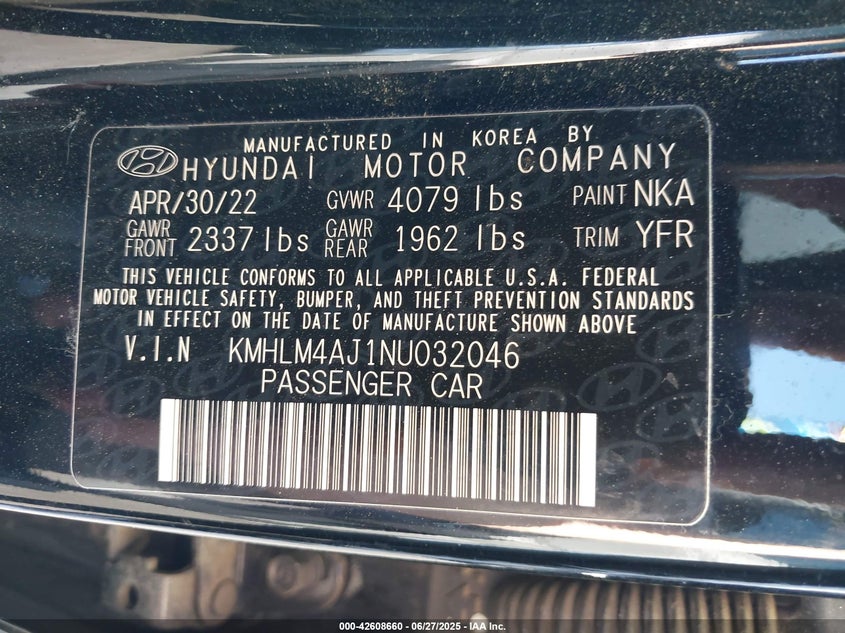 MANUFACTURED IN KOREA BY
HYUNDAI MOTOR COMPANY
APR/30/22 GVWR 4079 lbs PAINT NKA
GAWR FRONT 2337 lbs GAWR REAR 1962 lbs TRIM YFR
THIS VEHICLE CONFORMS TO ALL APPLICABLE U.S.A. FEDERAL
MOTOR VEHICLE SAFETY, BUMPER, AND THEFT PREVENTION STANDARDS
IN EFFECT ON THE DATE OF MANUFACTURE SHOWN ABOVE
V.I.N KMHLM4AJ1NU032046
PASSENGER CAR
000-42608660 - 06/27/2025 - IAA Inc.